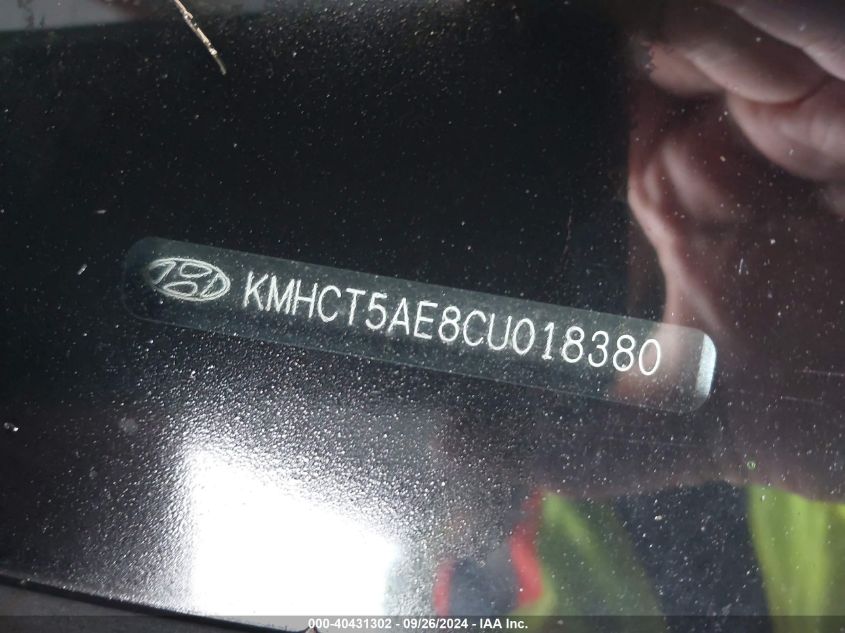 KMHCT5AE8CU018380
000-40431302 - 09/26/2024 - IAA Inc.